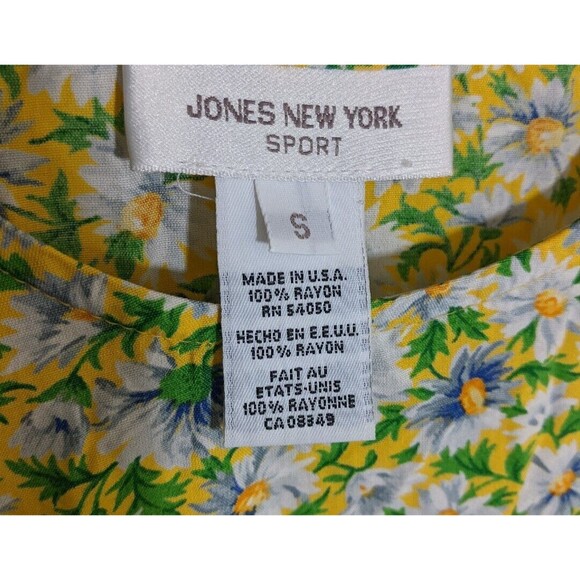 JONES NEW YORK
SPORT
S
MADE IN U.S.A.
100% RAYON
RN 54050
HECHO EN E.E.U.U.
100% RAYON
FAIT AU
ETATS-UNIS
100% RAYONNE
CA 08349